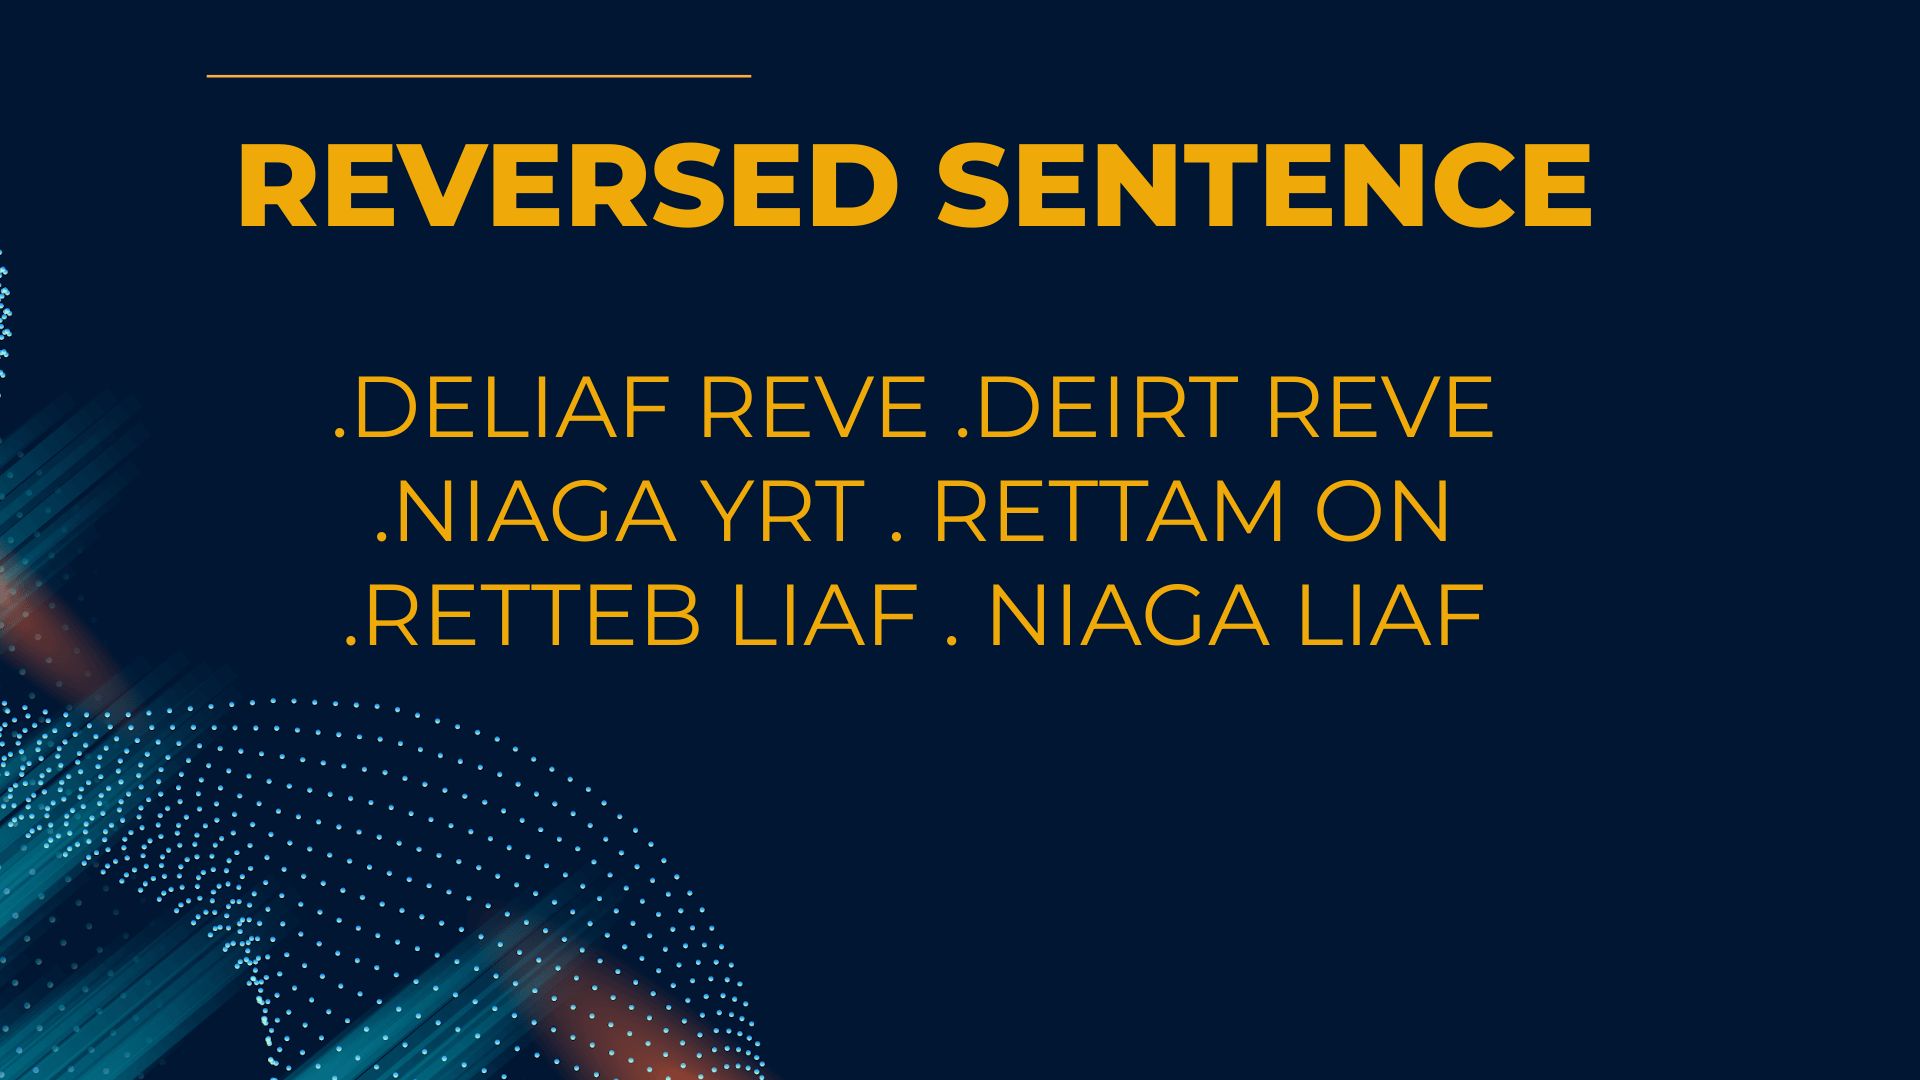 REVERSED SENTENCE
.DELIAF REVE .DEIRT REVE
.NIAGA YRT . RETTAM ON
.RETTEB LIAF . NIAGA LIAF